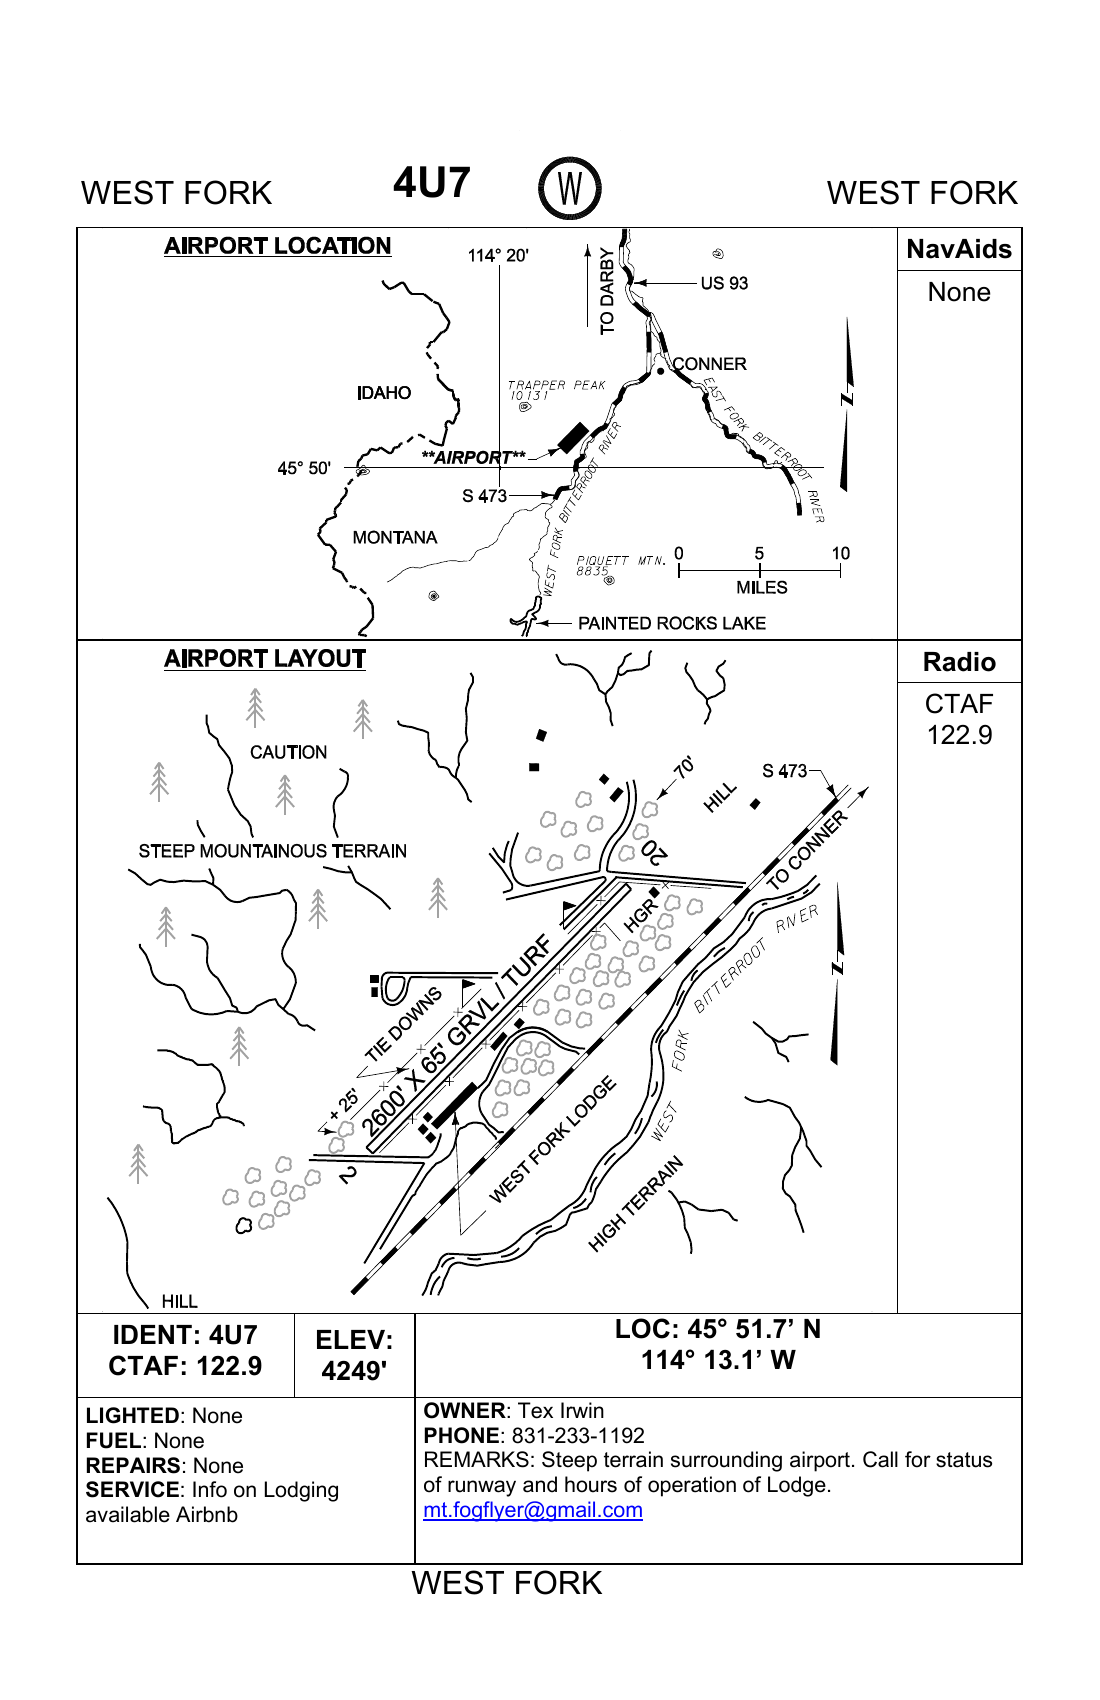 WEST FORK 4U7 W WEST FORK
AIRPORT LOCATION
NavAids
None
114° 20'
TO DARBY
US 93
CONNER
TRAPPER PEAK
10131
IDAHO
EAST FORK BITTERROOT RIVER
**AIRPORT**
45° 50'
S 473
WEST FORK BITTERROOT RIVER
MONTANA
N
PIQUETT MTN.
8835
0 5 10
MILES
PAINTED ROCKS LAKE
AIRPORT LAYOUT
Radio
CTAF
122.9
CAUTION
STEEP MOUNTAINOUS TERRAIN
70'
HILL
S 473
TO CONNER
20
HGR
2600' X 65' GRVL / TURF
TIE DOWNS
+ 25'
2
WEST FORK LODGE
WEST FORK BITTERROOT RIVER
N
HIGH TERRAIN
HILL
IDENT: 4U7
CTAF: 122.9
ELEV:
4249'
LOC: 45° 51.7’ N
114° 13.1’ W
LIGHTED: None
FUEL: None
REPAIRS: None
SERVICE: Info on Lodging
available Airbnb
OWNER: Tex Irwin
PHONE: 831-233-1192
REMARKS: Steep terrain surrounding airport. Call for status
of runway and hours of operation of Lodge.
mt.fogflyer@gmail.com
WEST FORK